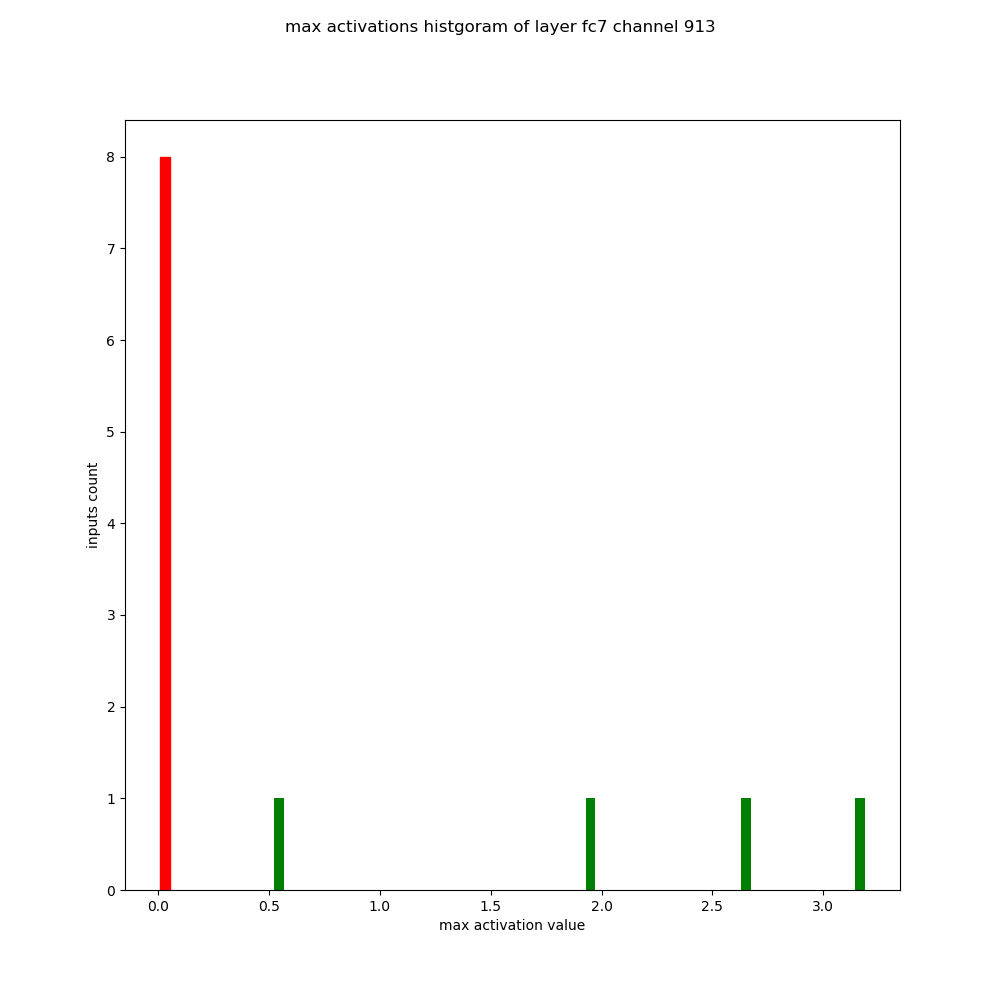 max activations histgoram of layer fc7 channel 913
8
7
6
5
4
3
2
1
0
inputs count
0.0 0.5 1.0 1.5 2.0 2.5 3.0
max activation value